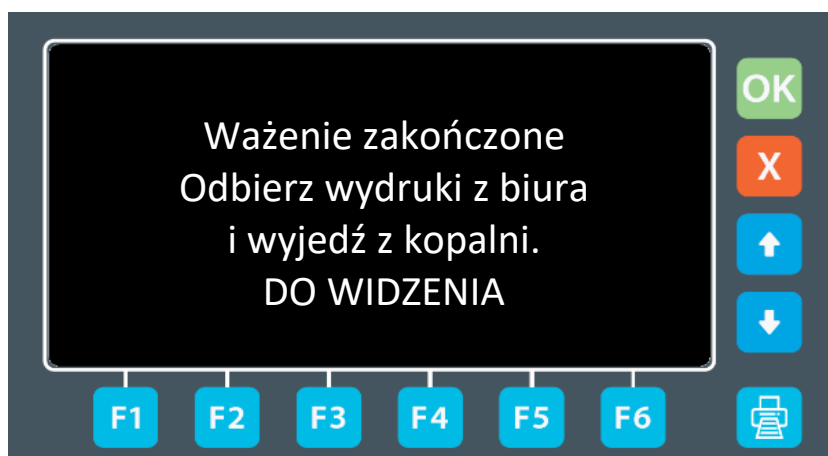 Ważenie zakończone
Odbierz wydruki z biura
i wyjedź z kopalni.
DO WIDZENIA
OK
X
F1 F2 F3 F4 F5 F6